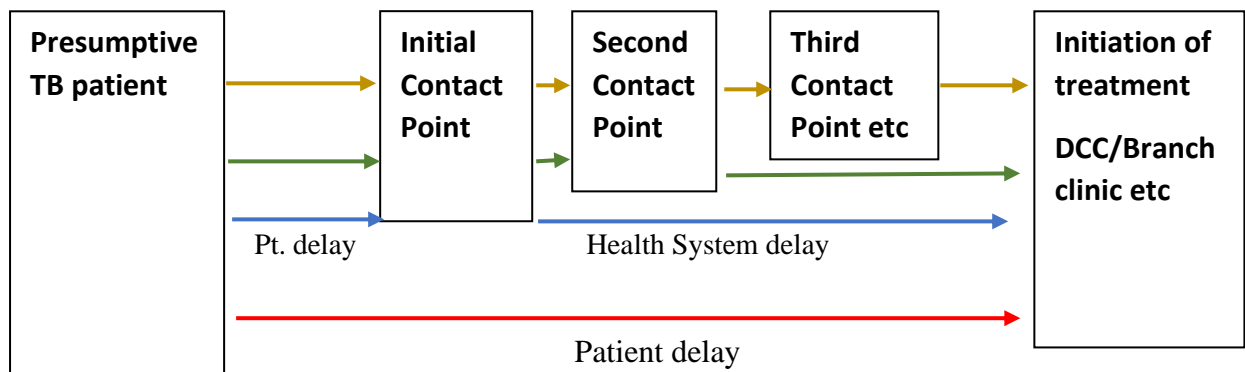 Presumptive
TB patient
Initial
Contact
Point
Second
Contact
Point
Third
Contact
Point etc
Initiation of
treatment
DCC/Branch
clinic etc
Pt. delay
Health System delay
Patient delay